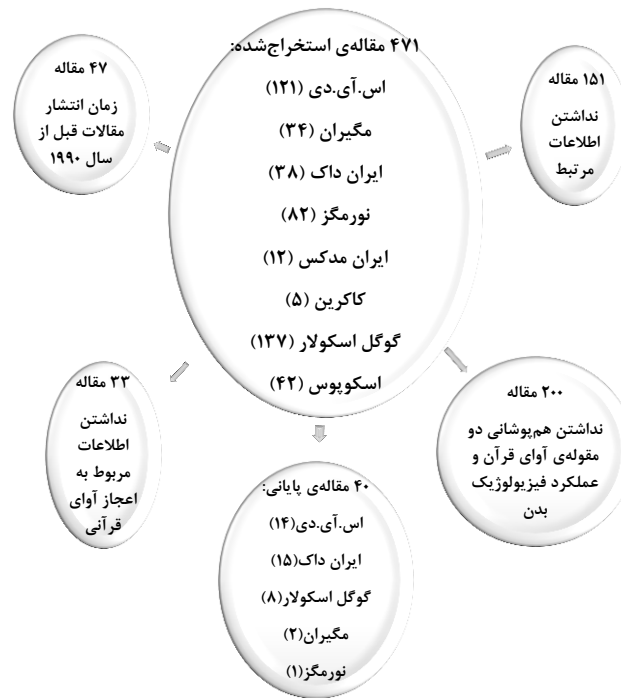 ۴۷۱ مقاله‌ی استخراج‌شده:
اس.آی.دی (۱۲۱)
مگیران (۳۴)
ایران داک (۳۸)
نورمگز (۸۲)
ایران مدکس (۱۲)
کاکرین (۵)
گوگل اسکولار (۱۳۷)
اسکوپوس (۴۲)
۱۵۱ مقاله
نداشتن
اطلاعات
مرتبط
۴۷ مقاله
زمان انتشار
مقالات قبل از
سال ۱۹۹۰
۲۰۰ مقاله
نداشتن هم‌پوشانی دو
مقوله‌ی آوای قرآن و
عملکرد فیزیولوژیک
بدن
۳۳ مقاله
نداشتن
اطلاعات
مربوط به
اعجاز آوای
قرآنی
۴۰ مقاله‌ی پایانی:
اس.آی.دی(۱۴)
ایران داک(۱۵)
گوگل اسکولار(۸)
مگیران(۲)
نورمگز(۱)